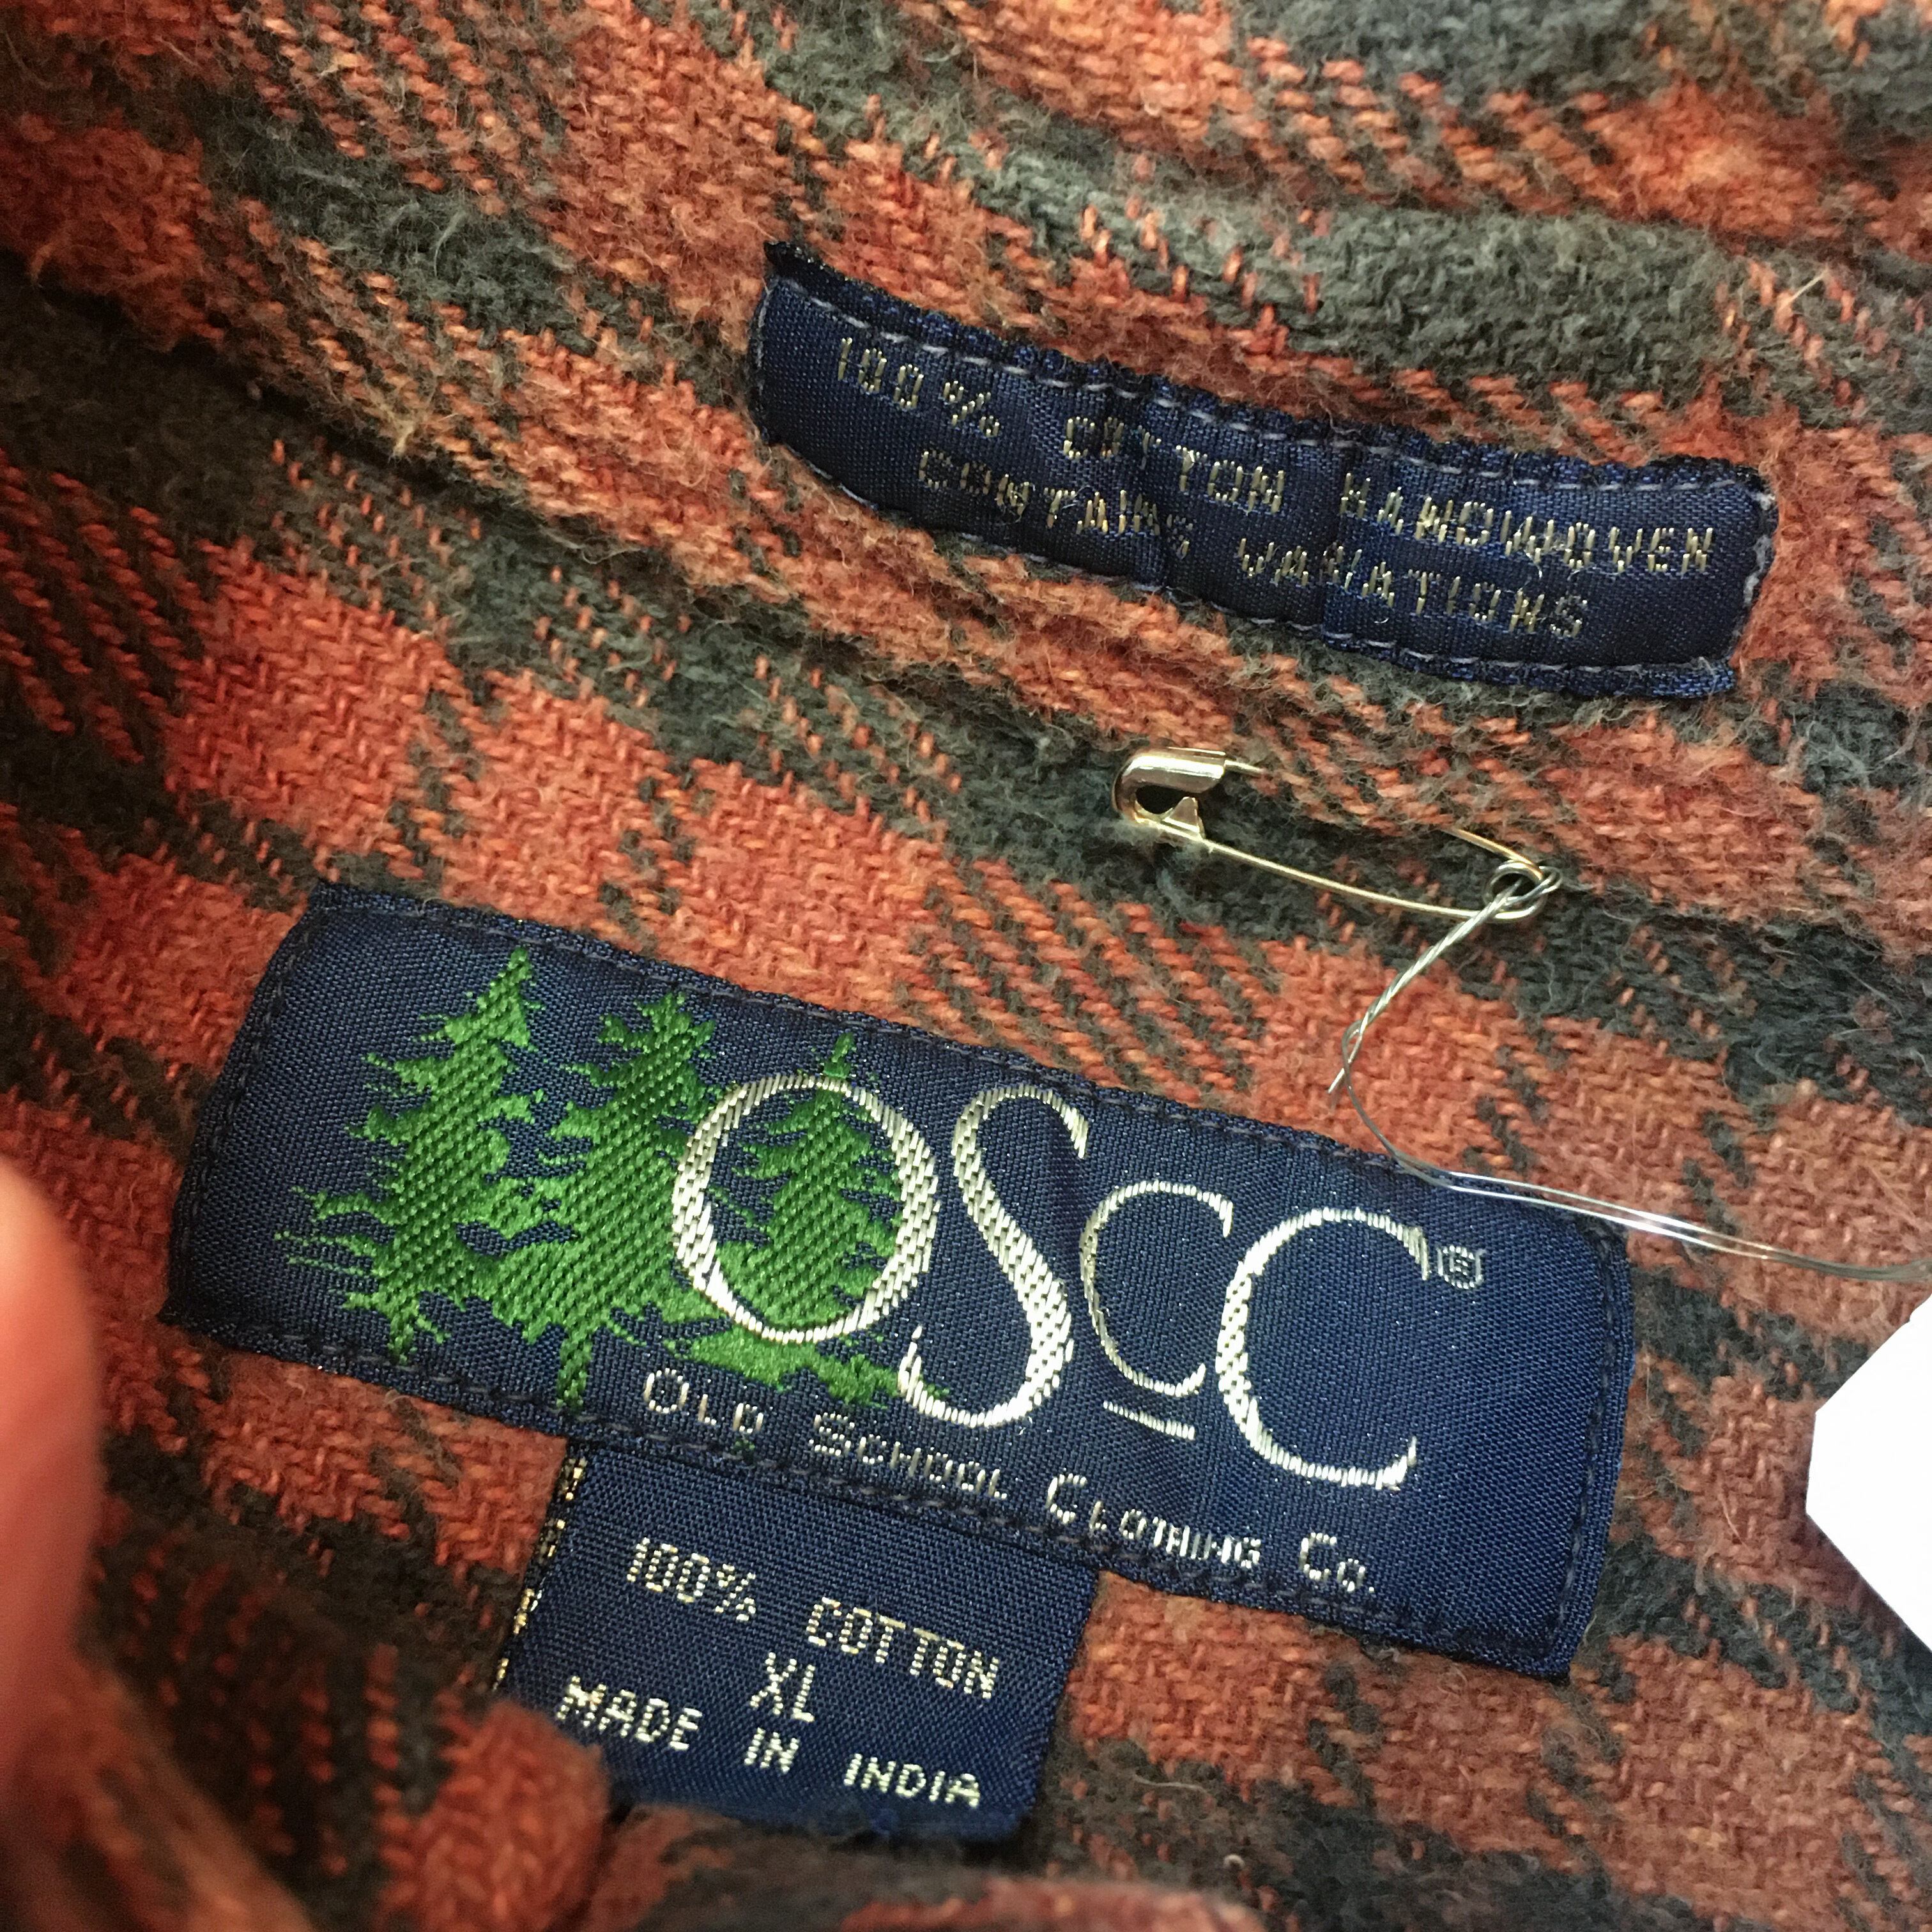 100% COTTON HANDWOVEN
CONTAINS VARIATIONS
OScC®
OLD SCHOOL CLOTHING CO.
100% COTTON
XL
MADE IN INDIA